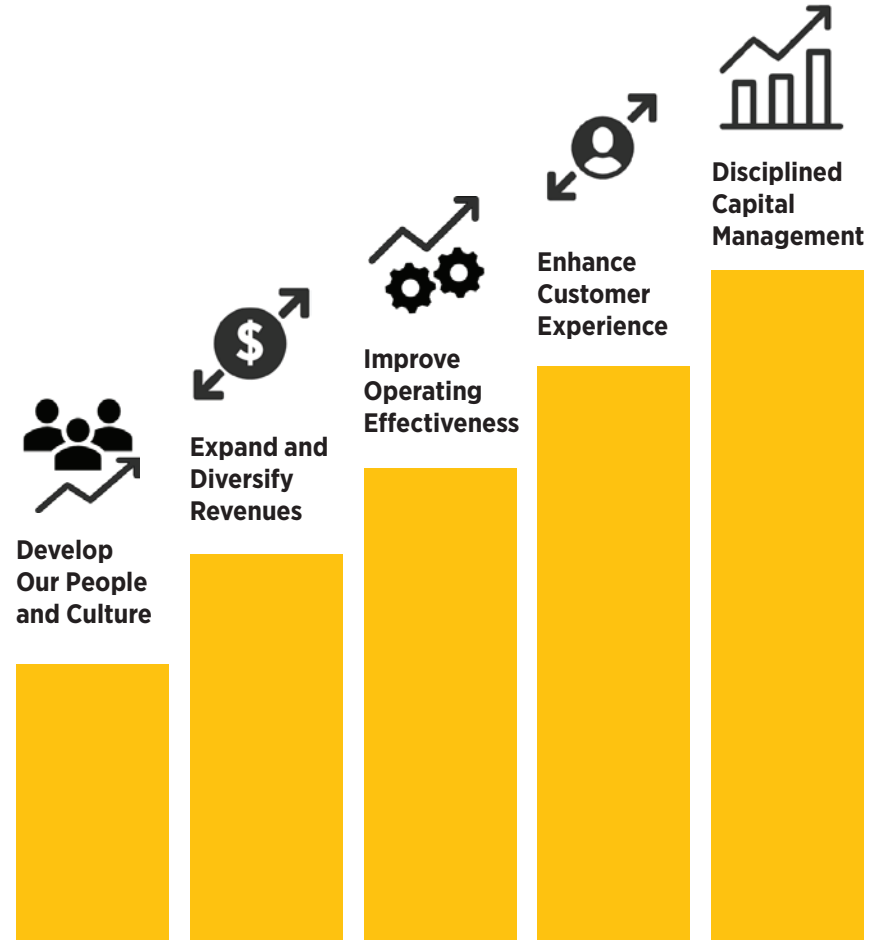 Develop
Our People
and Culture
$
Expand and
Diversify
Revenues
Improve
Operating
Effectiveness
Enhance
Customer
Experience
Disciplined
Capital
Management